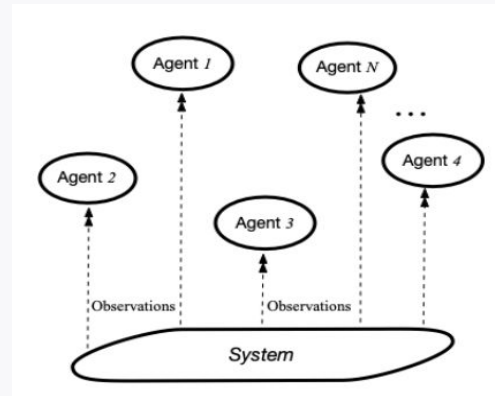 Agent 1
Agent N
...
Agent 4
Agent 2
Agent 3
Observations
Observations
System